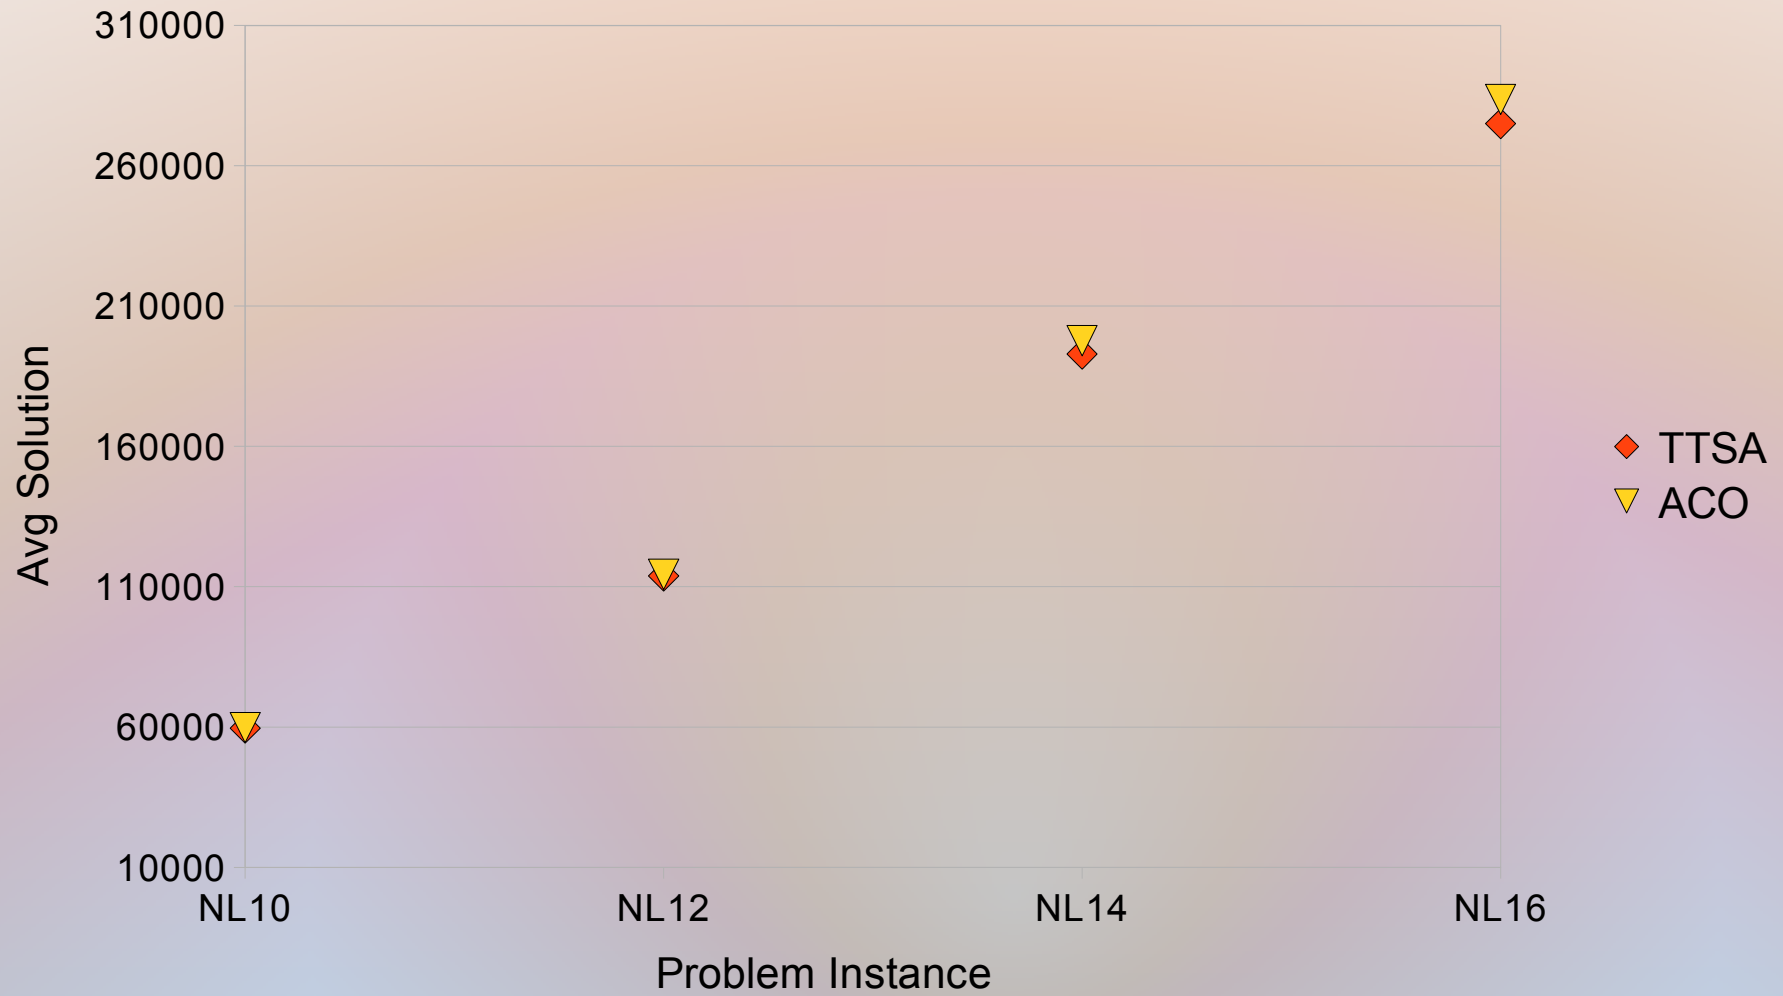 310000
260000
210000
160000
110000
60000
10000
Avg Solution
NL10
NL12
NL14
NL16
Problem Instance
TTSA
ACO